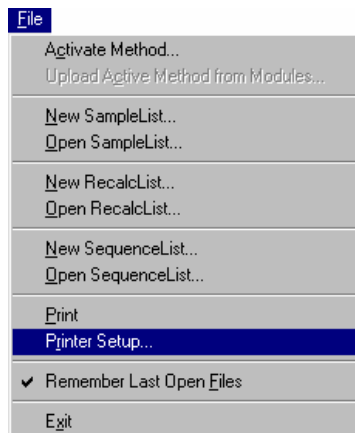 File
Activate Method...
Upload Active Method from Modules...
New SampleList...
Open SampleList...
New RecalcList...
Open RecalcList...
New SequenceList...
Open SequenceList...
Print
Printer Setup...
Remember Last Open Files
Exit